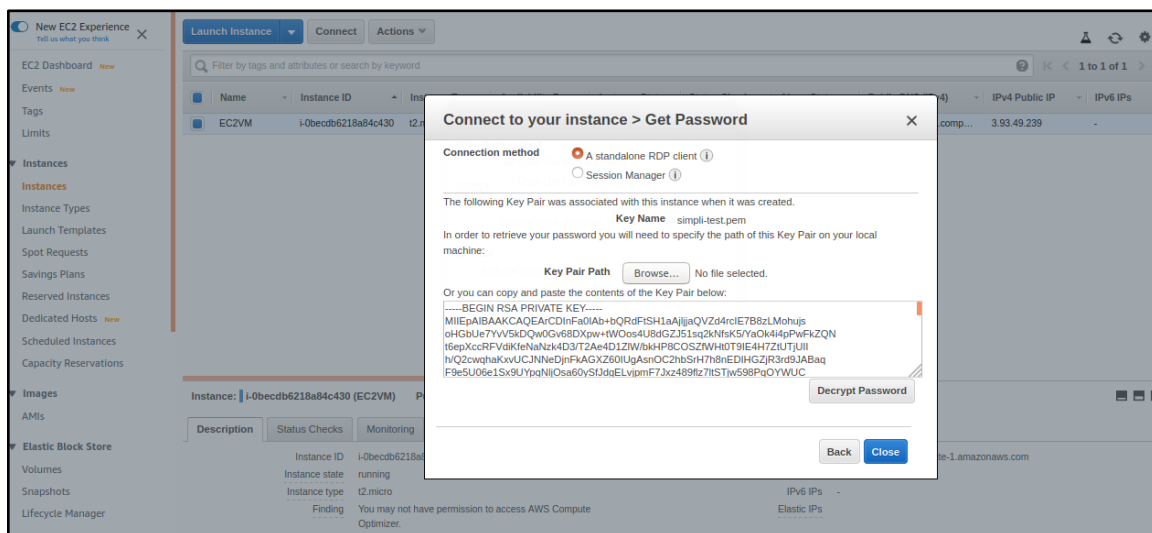 New EC2 Experience
Tell us what you think
EC2 Dashboard New
Events New
Tags
Limits
Instances
Instances
Instance Types
Launch Templates
Spot Requests
Savings Plans
Reserved Instances
Dedicated Hosts New
Scheduled Instances
Capacity Reservations
Images
AMIs
Elastic Block Store
Volumes
Snapshots
Lifecycle Manager
Launch Instance Connect Actions
Filter by tags and attributes or search by keyword
1 to 1 of 1
Name Instance ID IPv4 Public IP IPv6 IPs
EC2VM i-0becdb6218a84c430 .comp... 3.93.49.239 -
Connect to your instance > Get Password
Connection method A standalone RDP client
Session Manager
The following Key Pair was associated with this instance when it was created.
Key Name simpli-test.pem
In order to retrieve your password you will need to specify the path of this Key Pair on your local
machine:
Key Pair Path Browse... No file selected.
Or you can copy and paste the contents of the Key Pair below:
-----BEGIN RSA PRIVATE KEY-----
Decrypt Password
Back Close
Instance: i-0becdb6218a84c430 (EC2VM)
Description Status Checks Monitoring
Instance ID
Instance state running
Instance type t2.micro
Finding You may not have permission to access AWS Compute
Optimizer.
te-1.amazonaws.com
IPv6 IPs -
Elastic IPs